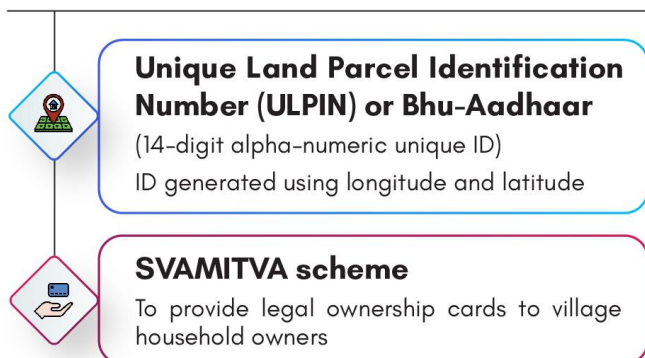 Unique Land Parcel Identification
Number (ULPIN) or Bhu-Aadhaar
(14-digit alpha-numeric unique ID)
ID generated using longitude and latitude
SVAMITVA scheme
To provide legal ownership cards to village
household owners